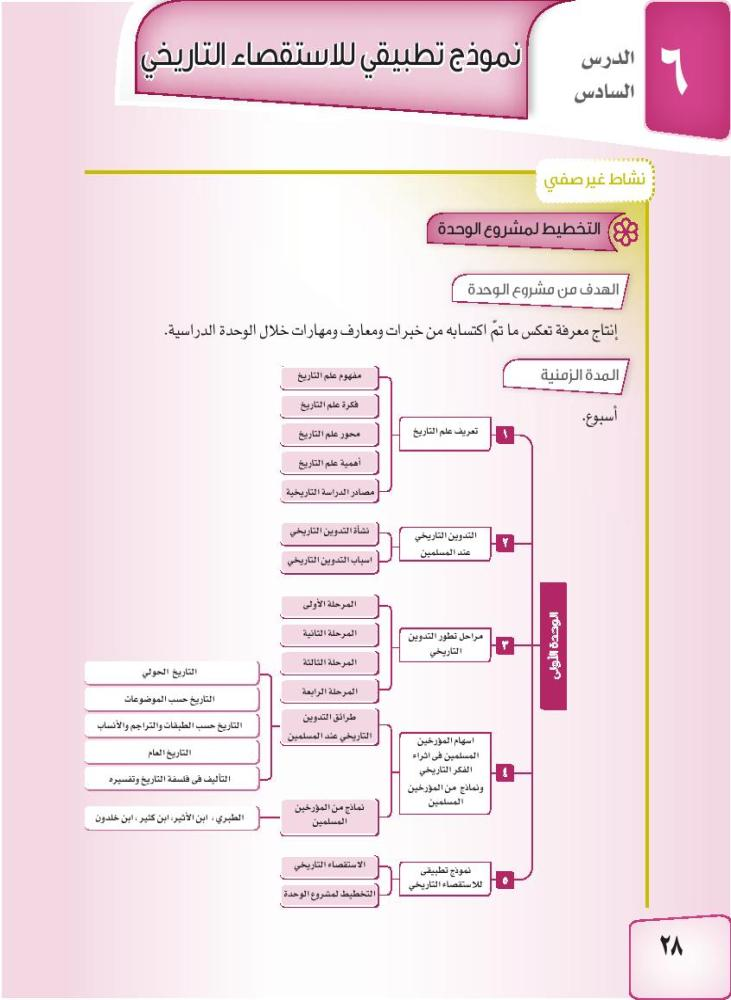 ٦
الدرس
السادس
نموذج تطبيقي للاستقصاء التاريخي
نشاط غير صفي
التخطيط لمشروع الوحدة
الهدف من مشروع الوحدة
إنتاج معرفة تعكس ما تمّ اكتسابه من خبرات ومعارف ومهارات خلال الوحدة الدراسية.
المدة الزمنية
أسبوع.
الوحدة الأولى
١
تعريف علم التاريخ
مفهوم علم التاريخ
فكرة علم التاريخ
محور علم التاريخ
أهمية علم التاريخ
مصادر الدراسة التاريخية
٢
التدوين التاريخي
عند المسلمين
نشأة التدوين التاريخي
اسباب التدوين التاريخي
٣
مراحل تطور التدوين
التاريخي
المرحلة الأولى
المرحلة الثانية
المرحلة الثالثة
المرحلة الرابعة
٤
اسهام المؤرخين
المسلمين فى اثراء
الفكر التاريخي
ونماذج من المؤرخين
المسلمين
طرائق التدوين
التاريخي عند المسلمين
التاريخ الحولي
التاريخ حسب الموضوعات
التاريخ حسب الطبقات والتراجم والأنساب
التاريخ العام
التأليف فى فلسفة التاريخ وتفسيره
نماذج من المؤرخين
المسلمين
الطبري ، ابن الأثير، ابن كثير ، ابن خلدون
٥
نموذج تطبيقى
للاستقصاء التاريخي
الاستقصاء التاريخي
التخطيط لمشروع الوحدة
٢٨